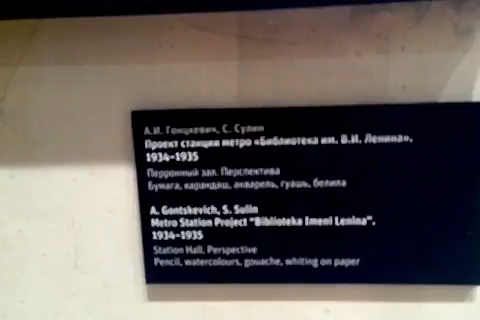 А.И. Гонцкевич, С. Сулин
Проект станции метро «Библиотека им. В.И. Ленина».
1934–1935
Перронный зал. Перспектива
Бумага, карандаш, акварель, гуашь, белила
A. Gontskevich, S. Sulin
Metro Station Project "Biblioteka Imeni Lenina".
1934–1935
Station Hall. Perspective
Pencil, watercolours, gouache, whiting on paper